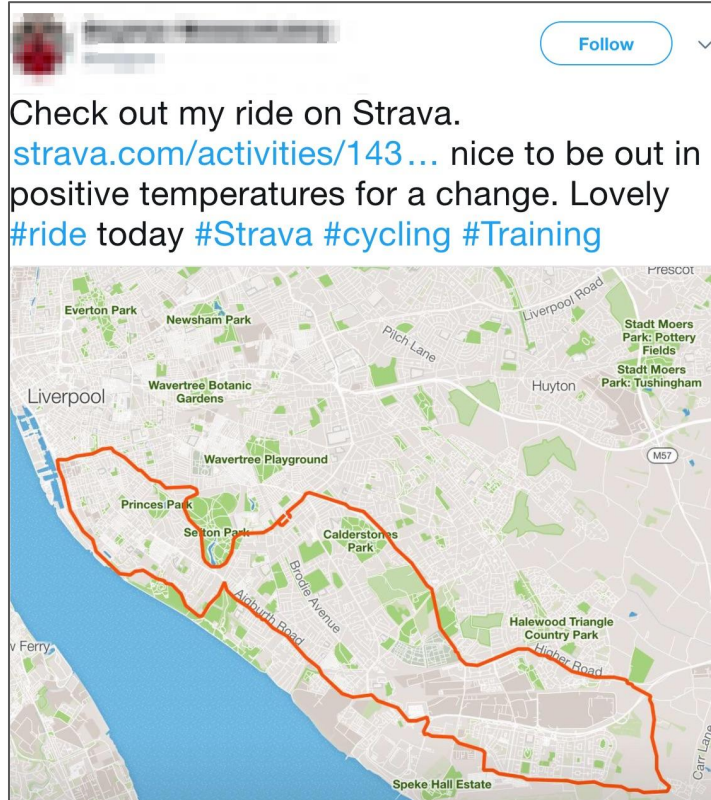 Follow
Check out my ride on Strava.
strava.com/activities/143… nice to be out in
positive temperatures for a change. Lovely
#ride today #Strava #cycling #Training
Prescot
Liverpool Road
Everton Park
Newsham Park
Stadt Moers
Park: Pottery
Fields
Pilch Lane
Stadt Moers
Park: Tushingham
Huyton
Wavertree Botanic
Gardens
Liverpool
Wavertree Playground
M57
Princes Park
Sefton Park
Calderstones
Park
Brodie Avenue
Aigburth Road
Halewood Triangle
Country Park
Higher Road
v Ferry
Carr Lane
Speke Hall Estate